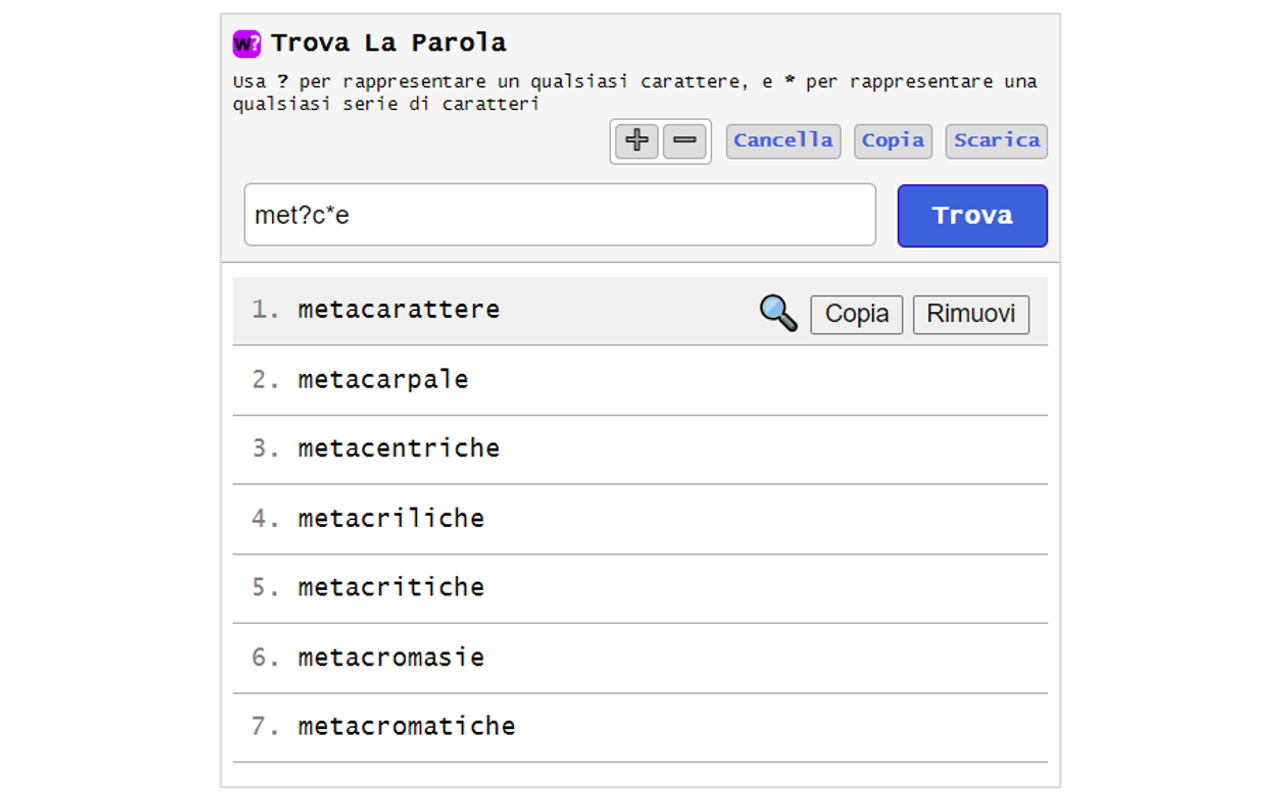 W? Trova La Parola
Usa ? per rappresentare un qualsiasi carattere, e * per rappresentare una
qualsiasi serie di caratteri
+ − Cancella Copia Scarica
met?c*e Trova
1. metacarattere Copia Rimuovi
2. metacarpale
3. metacentriche
4. metacriliche
5. metacritiche
6. metacromasie
7. metacromatiche